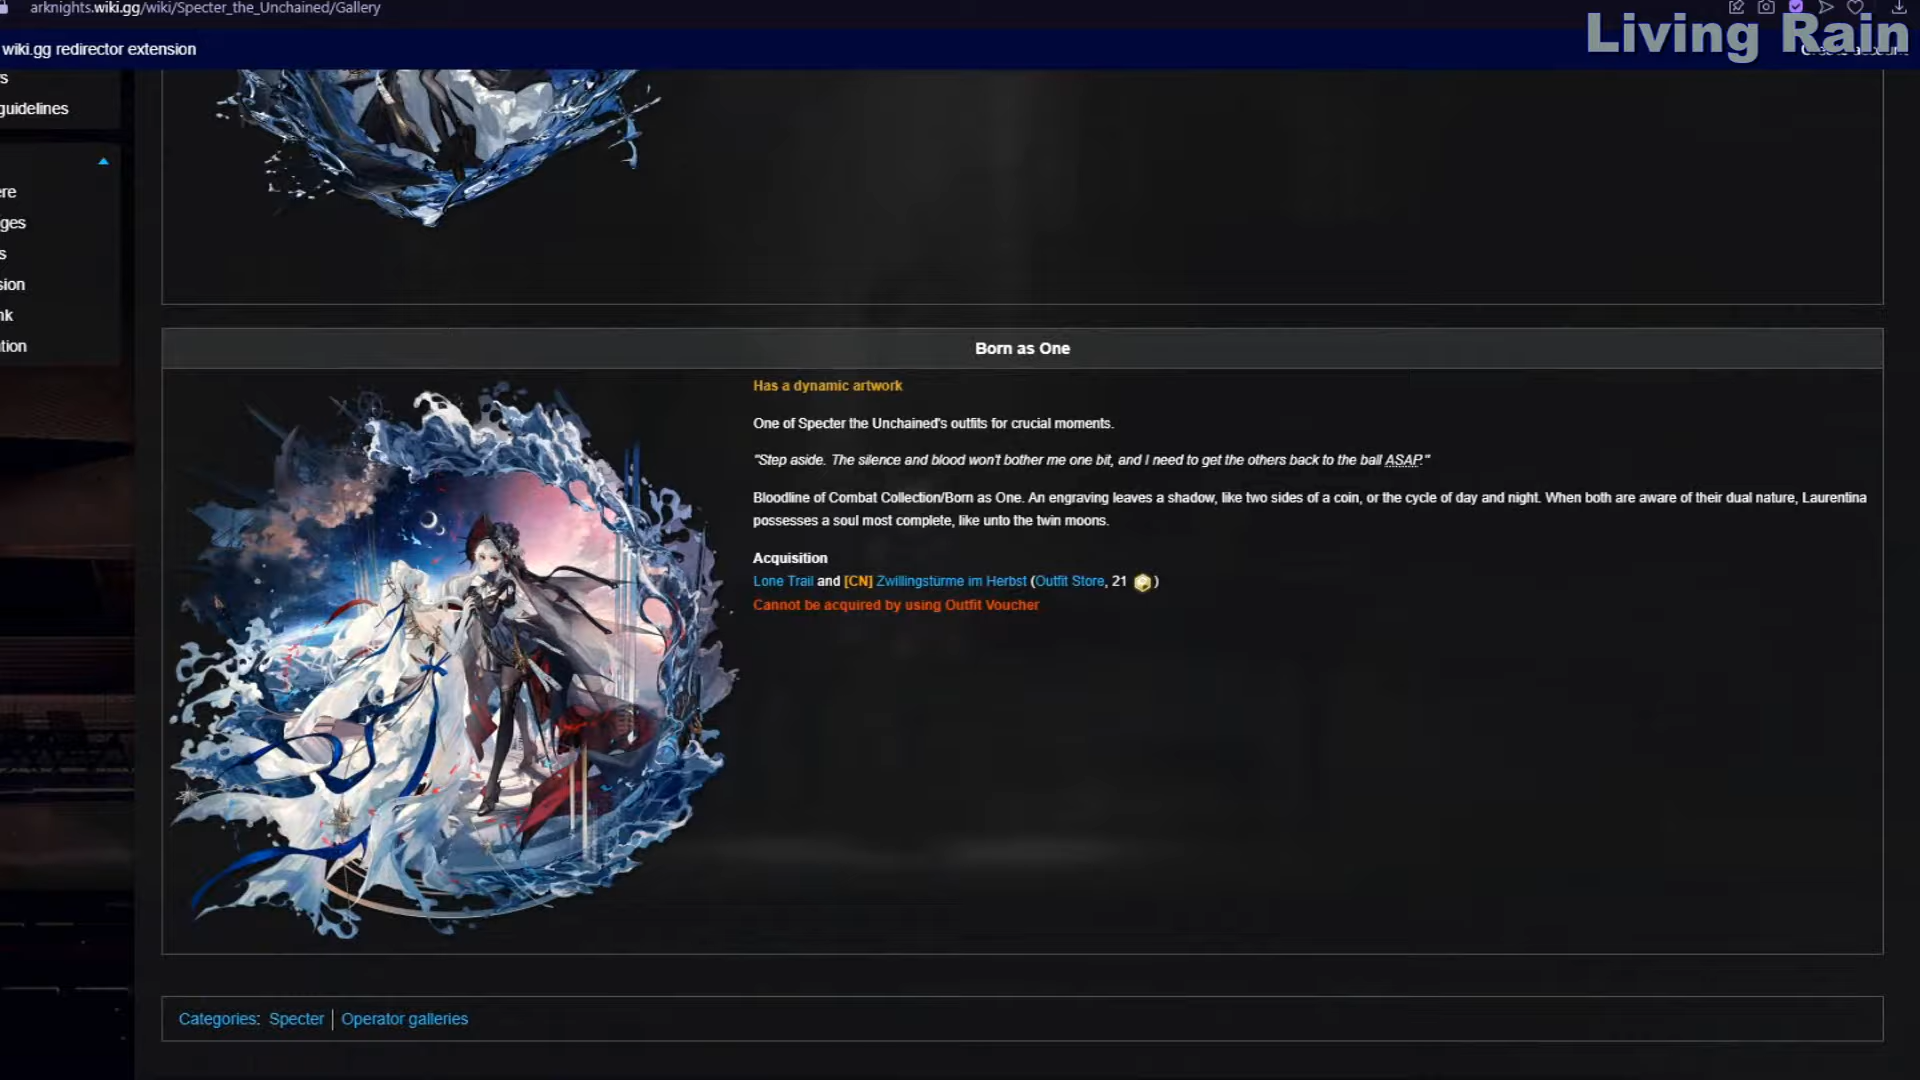 arknights.wiki.gg/wiki/Specter_the_Unchained/Gallery
Living Rain
wiki.gg redirector extension
guidelines
Born as One
Has a dynamic artwork
One of Specter the Unchained's outfits for crucial moments.
"Step aside. The silence and blood won't bother me one bit, and I need to get the others back to the ball ASAP."
Bloodline of Combat Collection/Born as One. An engraving leaves a shadow, like two sides of a coin, or the cycle of day and night. When both are aware of their dual nature, Laurentina
possesses a soul most complete, like unto the twin moons.
Acquisition
Lone Trail and [CN] Zwillingstürme im Herbst (Outfit Store, 21 )
Cannot be acquired by using Outfit Voucher
Categories: Specter | Operator galleries